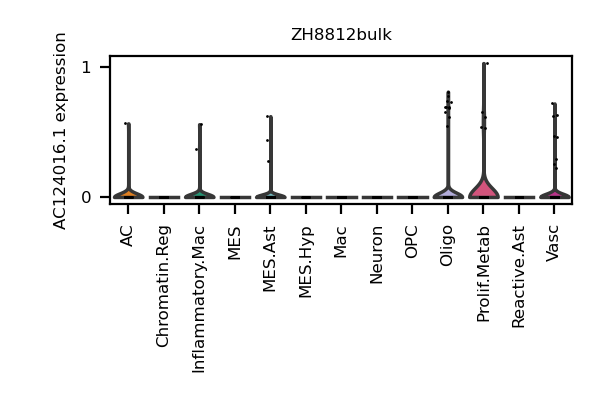 ZH8812bulk
AC124016.1 expression
1
0
AC
Chromatin.Reg
Inflammatory.Mac
MES
MES.Ast
MES.Hyp
Mac
Neuron
OPC
Oligo
Prolif.Metab
Reactive.Ast
Vasc